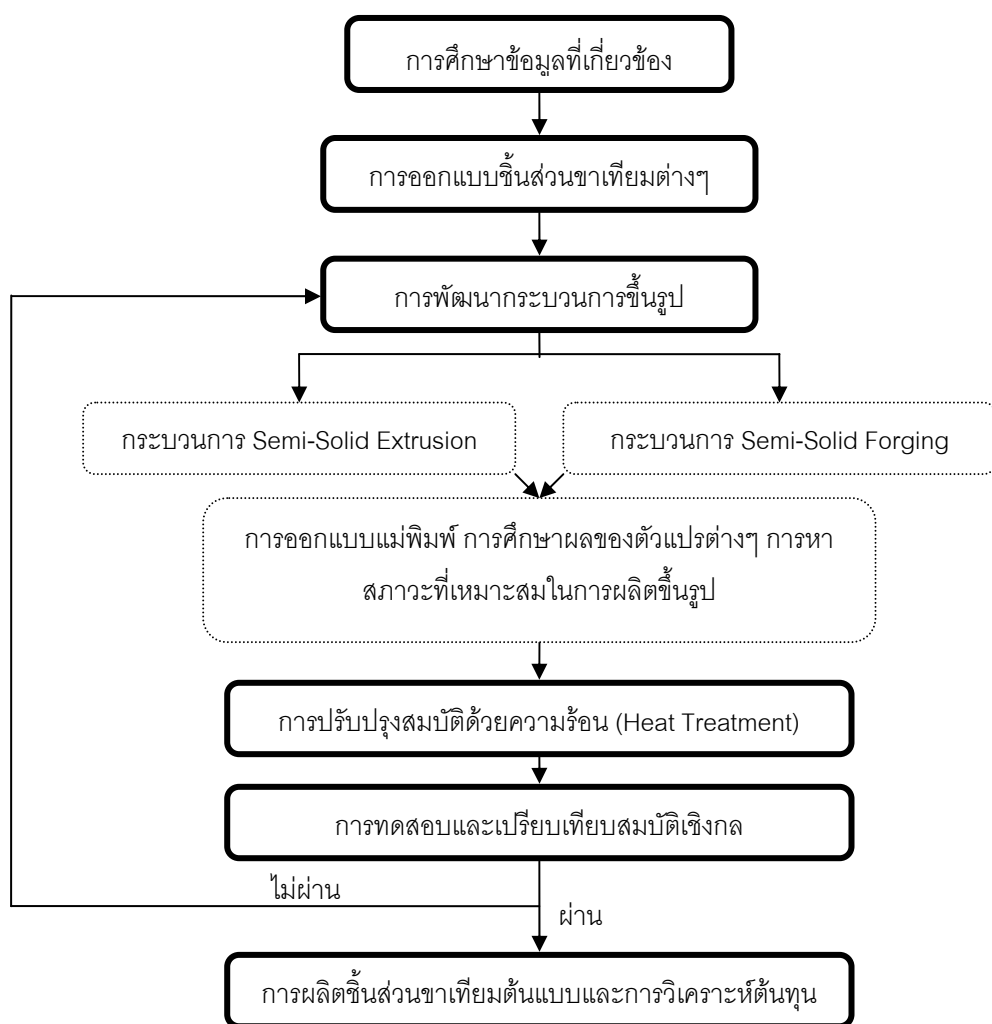 การศึกษาข้อมูลที่เกี่ยวข้อง
การออกแบบชิ้นส่วนขาเทียมต่างๆ
การพัฒนากระบวนการขึ้นรูป
กระบวนการ Semi-Solid Extrusion
กระบวนการ Semi-Solid Forging
การออกแบบแม่พิมพ์ การศึกษาผลของตัวแปรต่างๆ การหา
สภาวะที่เหมาะสมในการผลิตขึ้นรูป
การปรับปรุงสมบัติด้วยความร้อน (Heat Treatment)
การทดสอบและเปรียบเทียบสมบัติเชิงกล
ไม่ผ่าน
ผ่าน
การผลิตชิ้นส่วนขาเทียมต้นแบบและการวิเคราะห์ต้นทุน